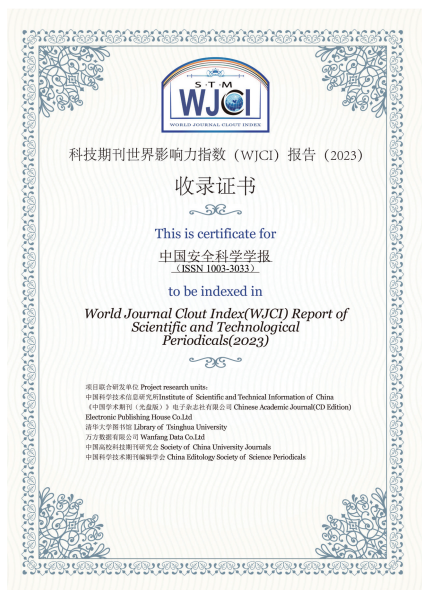 S·T·M
WJCI
WORLD JOURNAL CLOUT INDEX
科技期刊世界影响力指数（WJCI）报告（2023）
收录证书
This is certificate for
中国安全科学学报
（ISSN 1003-3033）
to be indexed in
World Journal Clout Index(WJCI) Report of
Scientific and Technological
Periodicals(2023)
项目联合研发单位 Project research units:
中国科学技术信息研究所Institute of Scientific and Technical Information of China
《中国学术期刊（光盘版）》电子杂志社有限公司 Chinese Academic Journal(CD Edition)
Electronic Publishing House Co.Ltd
清华大学图书馆 Library of Tsinghua University
万方数据有限公司 Wanfang Data Co.Ltd
中国高校科技期刊研究会 Society of China University Journals
中国科学技术期刊编辑学会 China Editology Society of Science Periodicals